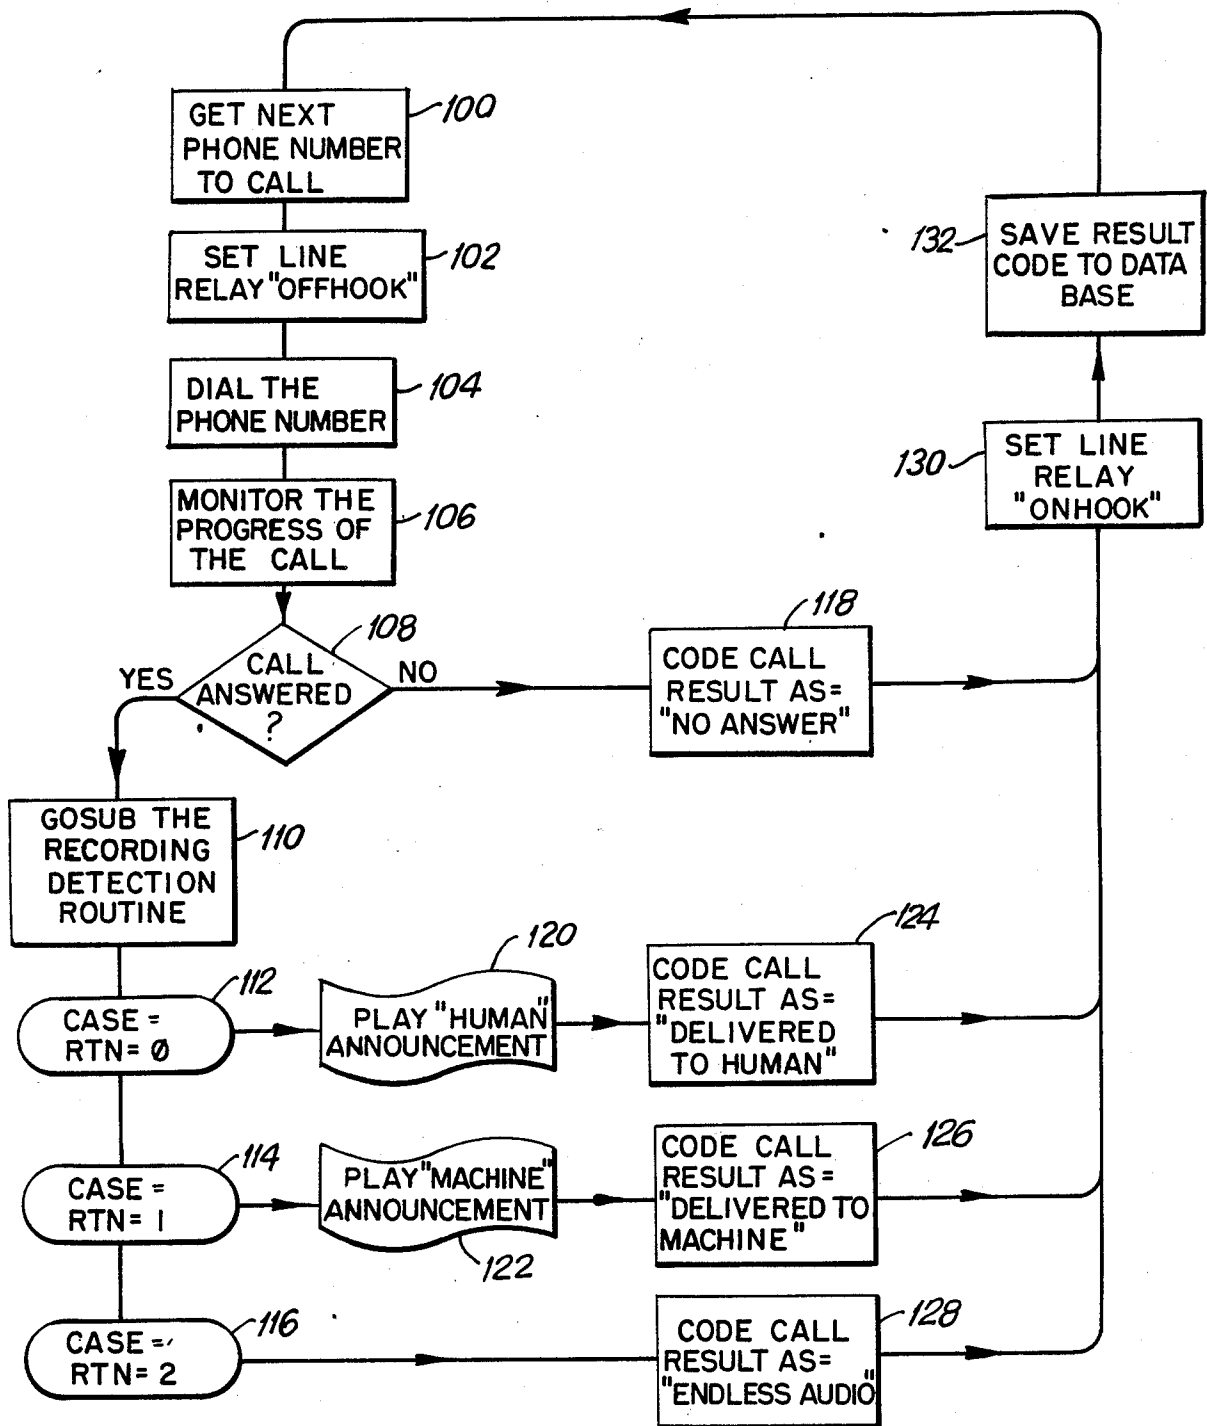 GET NEXT
PHONE NUMBER
TO CALL
100
SET LINE
RELAY "OFFHOOK"
102
DIAL THE
PHONE NUMBER
104
MONITOR THE
PROGRESS OF
THE CALL
106
CALL
ANSWERED
?
108
YES
NO
CODE CALL
RESULT AS=
"NO ANSWER"
118
GOSUB THE
RECORDING
DETECTION
ROUTINE
110
CASE =
RTN= 0
112
PLAY "HUMAN"
ANNOUNCEMENT
120
CODE CALL
RESULT AS=
"DELIVERED
TO HUMAN"
124
CASE =
RTN= 1
114
PLAY "MACHINE"
ANNOUNCEMENT
122
CODE CALL
RESULT AS=
"DELIVERED TO
MACHINE"
126
CASE =
RTN= 2
116
CODE CALL
RESULT AS=
"ENDLESS AUDIO"
128
SET LINE
RELAY
"ONHOOK"
130
SAVE RESULT
CODE TO DATA
BASE
132